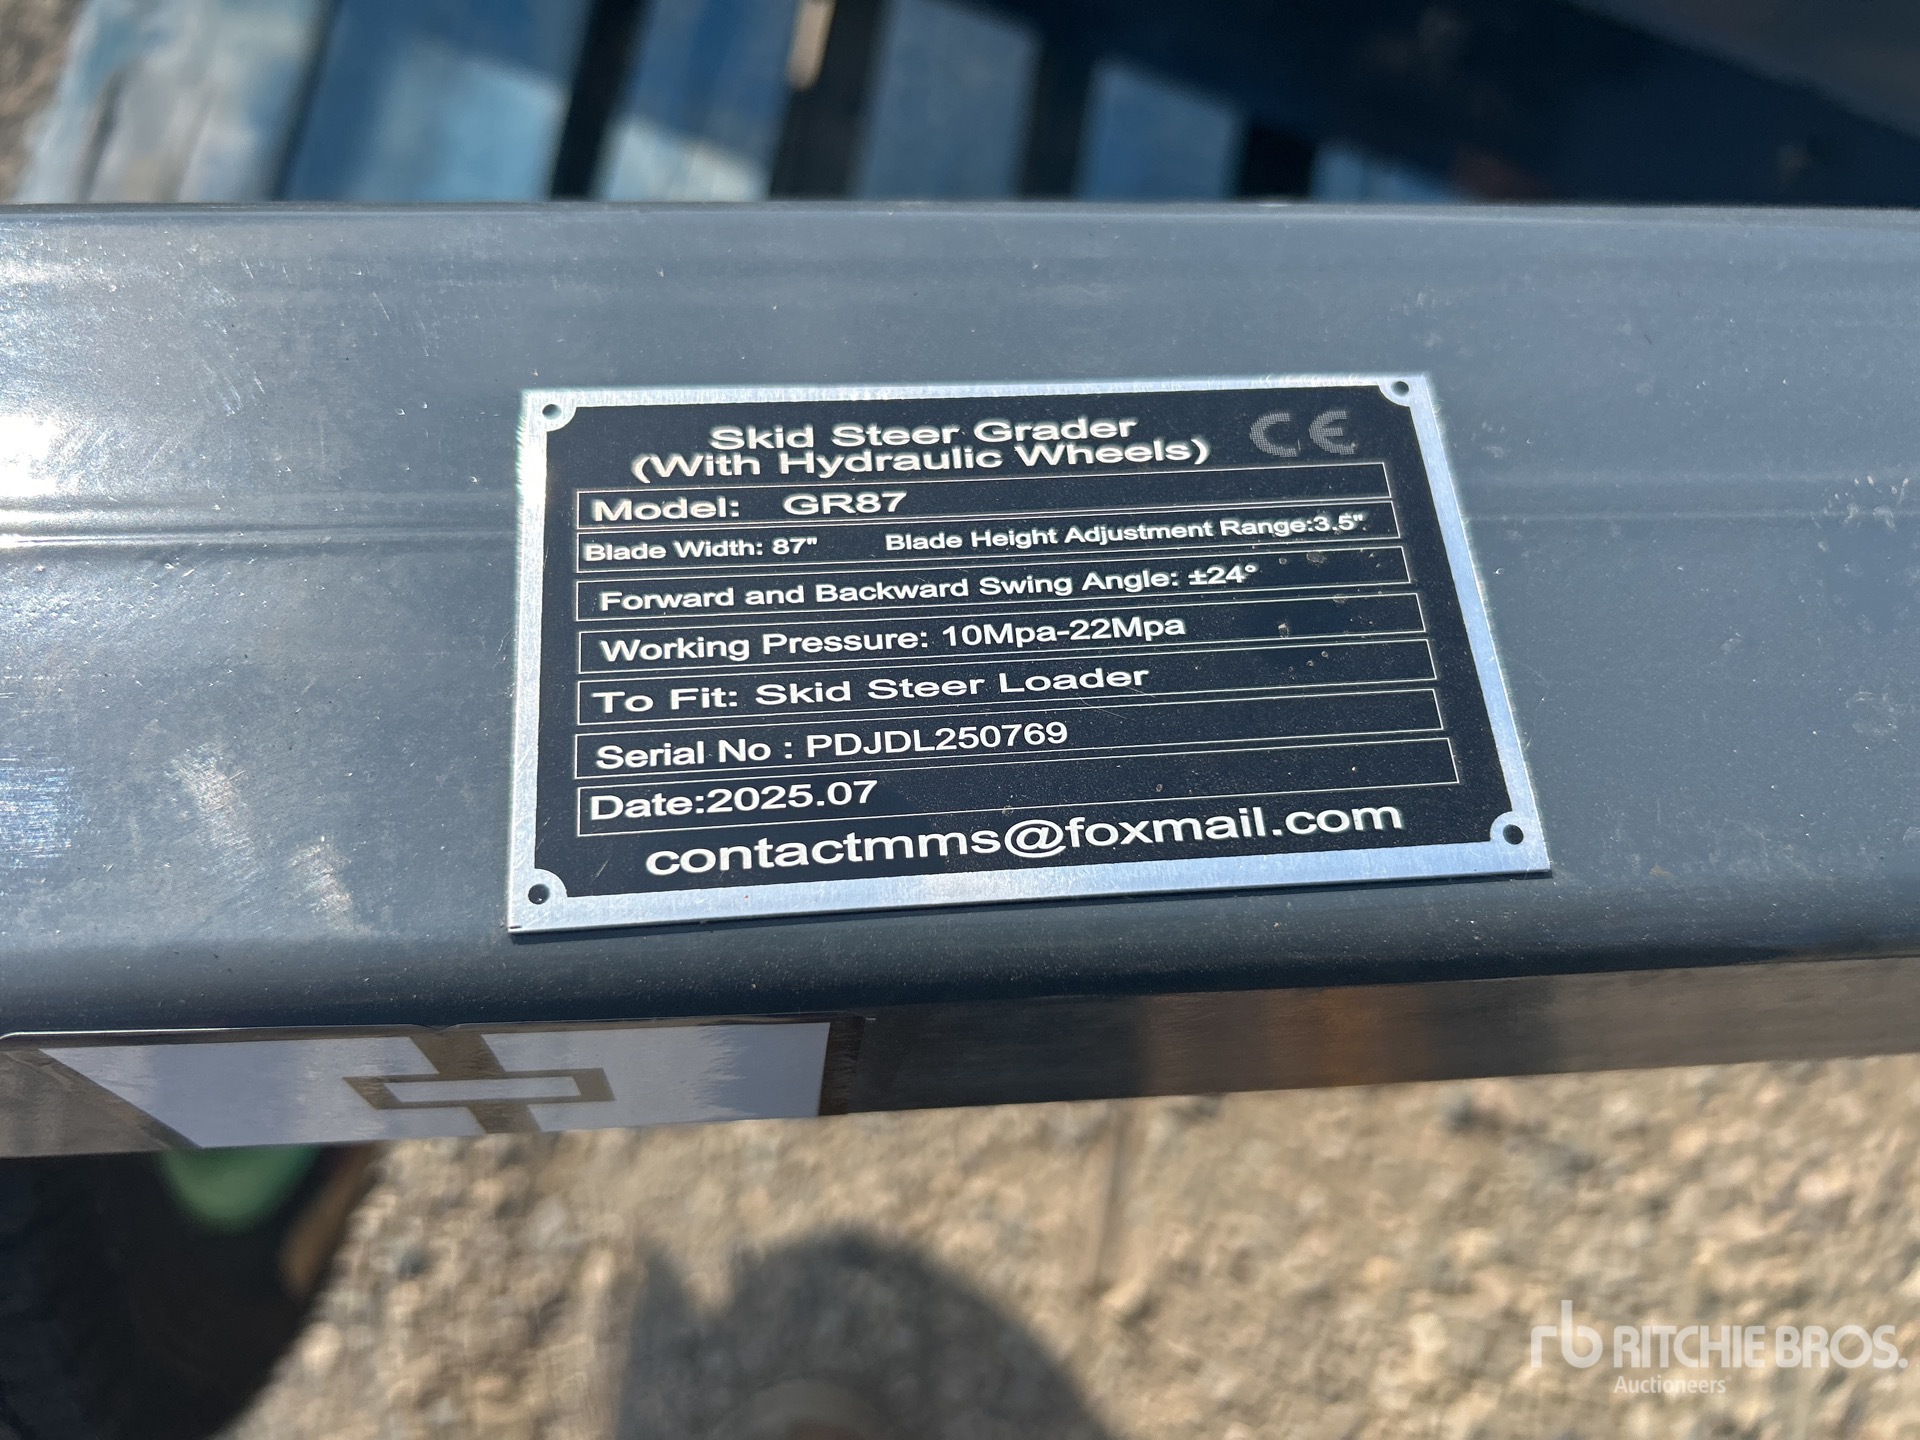 Skid Steer Grader CE
(With Hydraulic Wheels)
Model: GR87
Blade Width: 87" Blade Height Adjustment Range:3.5"
Forward and Backward Swing Angle: ±24°
Working Pressure: 10Mpa-22Mpa
To Fit: Skid Steer Loader
Serial No : PDJDL250769
Date:2025.07
contactmms@foxmail.com
rb RITCHIE BROS.
Auctioneers